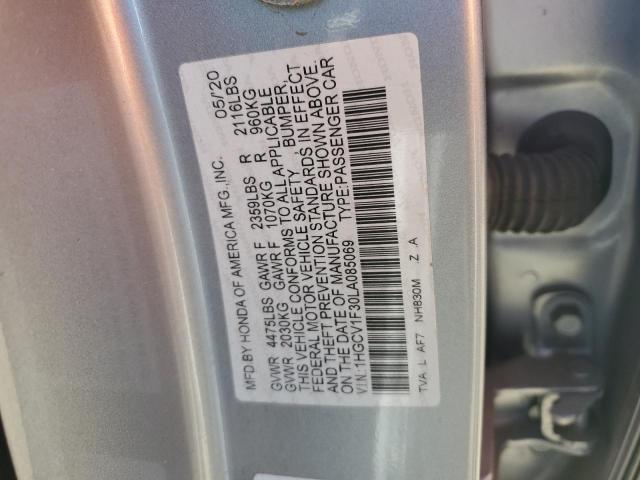 MFD BY HONDA OF AMERICA MFG., INC. 05/'20
GVWR 4475LBS GAWR F 2359LBS R 2116LBS
GVWR 2030KG GAWR F 1070KG R 960KG
THIS VEHICLE CONFORMS TO ALL APPLICABLE
FEDERAL MOTOR VEHICLE SAFETY, BUMPER,
AND THEFT PREVENTION STANDARDS IN EFFECT
ON THE DATE OF MANUFACTURE SHOWN ABOVE.
V.I.N.:1HGCV1F30LA085069 TYPE:PASSENGER CAR
TVA L AF7 NH830M Z .A